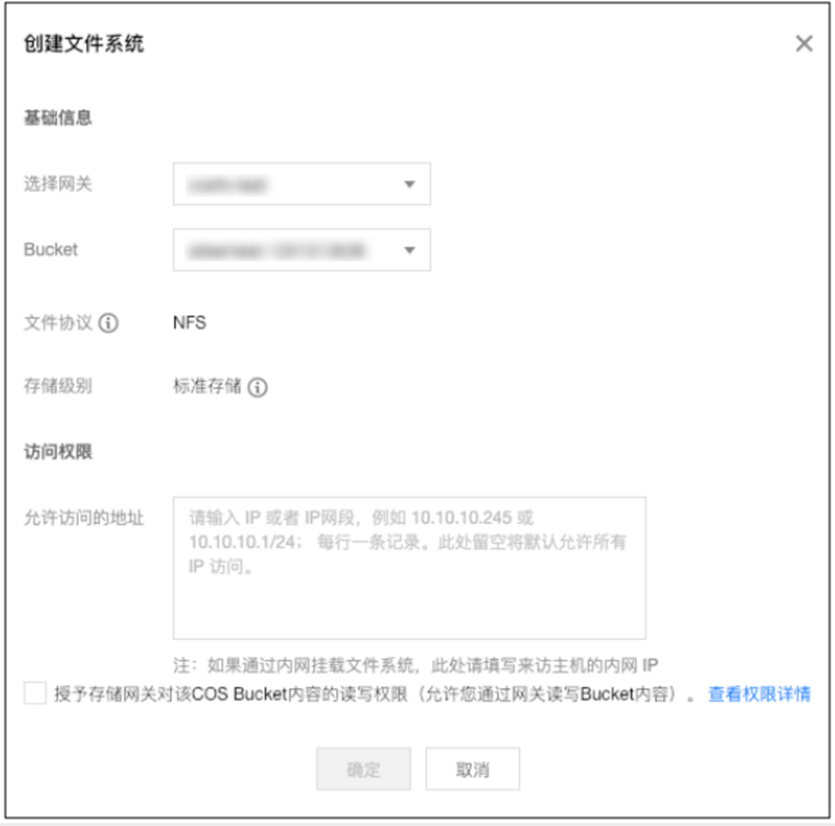 创建文件系统
基础信息
选择网关
Bucket
文件协议 NFS
存储级别 标准存储
访问权限
允许访问的地址 请输入 IP 或者 IP网段，例如 10.10.10.245 或
10.10.10.1/24； 每行一条记录。此处留空将默认允许所有
IP 访问。
注：如果通过内网挂载文件系统，此处请填写来访主机的内网 IP
授予存储网关对该COS Bucket内容的读写权限（允许您通过网关读写Bucket内容）。 查看权限详情
确定 取消